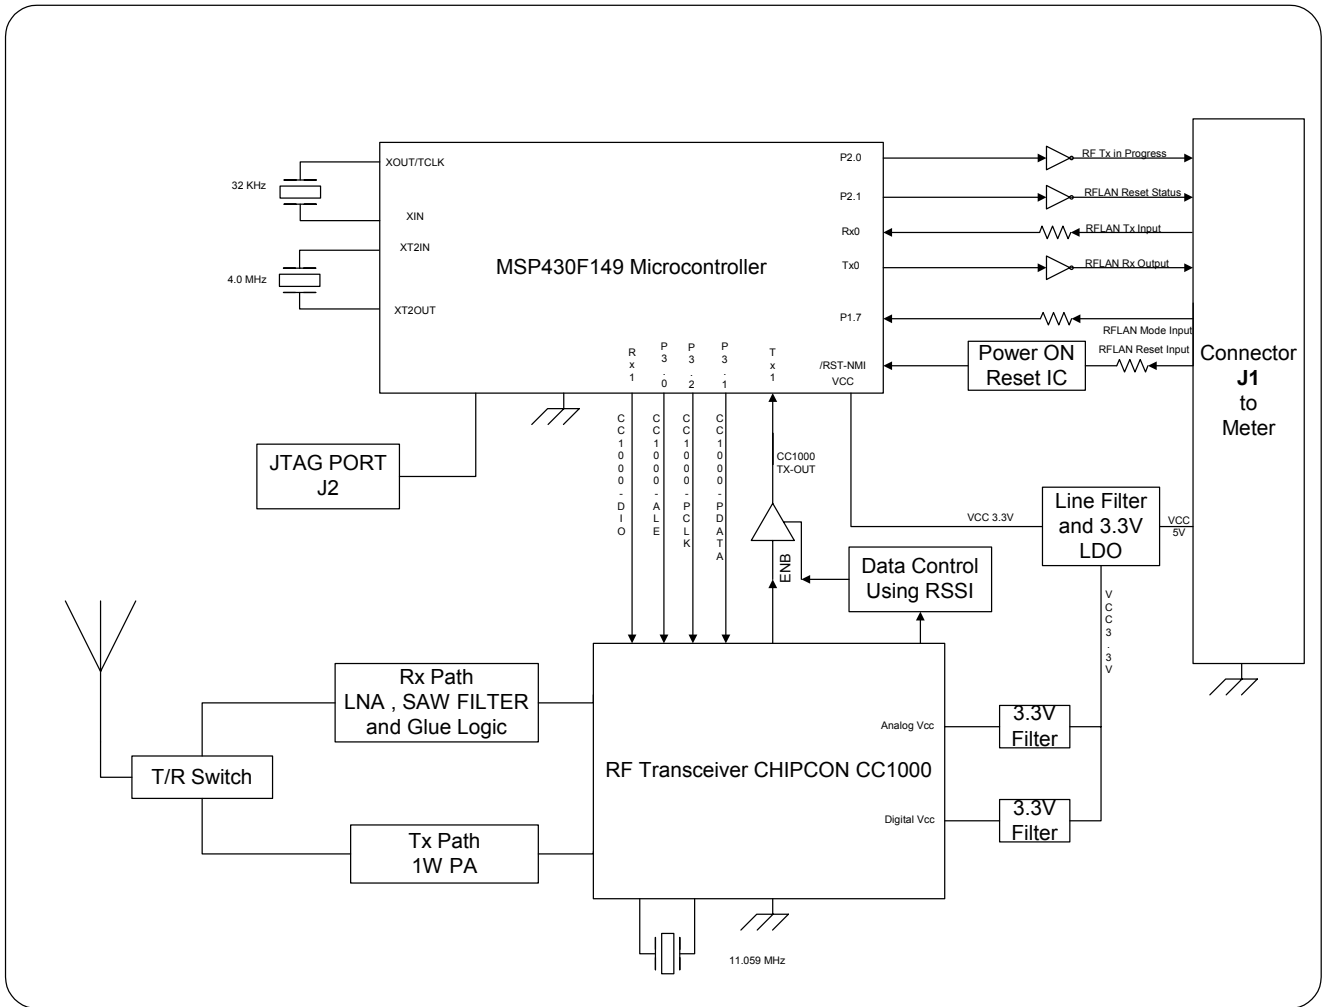 XOUT/TCLK
32 KHz
XIN
XT2IN
4.0 MHz
XT2OUT
MSP430F149 Microcontroller
P2.0
P2.1
Rx0
Tx0
P1.7
/RST-NMI
VCC
Rx1
P3.0
P3.2
P3.1
Tx1
RF Tx in Progress
RFLAN Reset Status
RFLAN Tx Input
RFLAN Rx Output
RFLAN Mode Input
RFLAN Reset Input
Power ON
Reset IC
Connector
J1
to
Meter
JTAG PORT
J2
CC1000-DIO
CC1000-ALE
CC1000-PCLK
CC1000-PDATA
CC1000
TX-OUT
ENB
Data Control
Using RSSI
VCC 3.3V
Line Filter
and 3.3V
LDO
VCC
5V
VCC3.3V
Rx Path
LNA , SAW FILTER
and Glue Logic
T/R Switch
Tx Path
1W PA
RF Transceiver CHIPCON CC1000
Analog Vcc
Digital Vcc
3.3V
Filter
3.3V
Filter
11.059 MHz